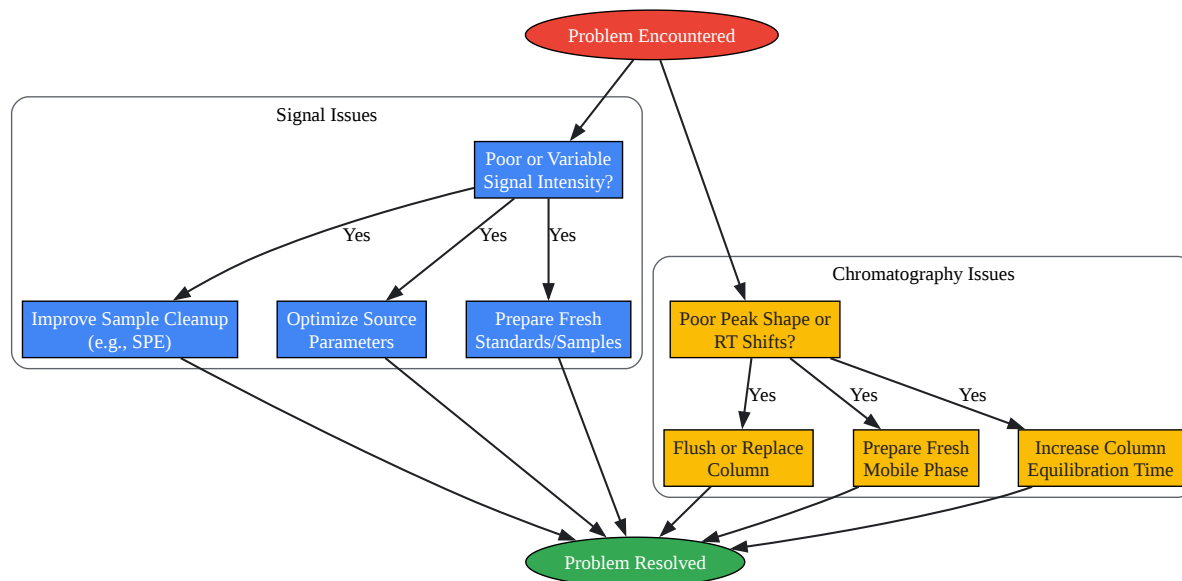 Problem Encountered
Signal Issues
Poor or Variable
Signal Intensity?
Yes
Yes
Yes
Chromatography Issues
Improve Sample Cleanup
(e.g., SPE)
Optimize Source
Parameters
Prepare Fresh
Standards/Samples
Poor Peak Shape or
RT Shifts?
Yes
Yes
Yes
Flush or Replace
Column
Prepare Fresh
Mobile Phase
Increase Column
Equilibration Time
Problem Resolved